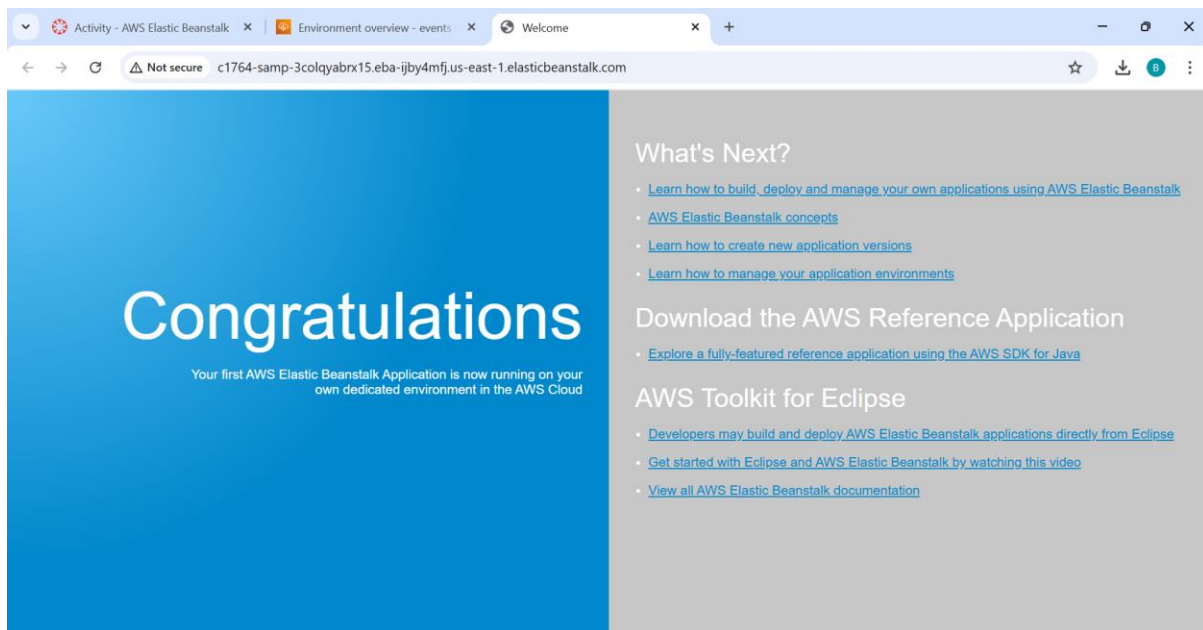 Activity - AWS Elastic Beanstalk
Environment overview - events
Welcome
Not secure
c1764-samp-3colqyabrx15.eba-ijby4mfj.us-east-1.elasticbeanstalk.com
B
Congratulations
Your first AWS Elastic Beanstalk Application is now running on your
own dedicated environment in the AWS Cloud
What's Next?
Learn how to build, deploy and manage your own applications using AWS Elastic Beanstalk
AWS Elastic Beanstalk concepts
Learn how to create new application versions
Learn how to manage your application environments
Download the AWS Reference Application
Explore a fully-featured reference application using the AWS SDK for Java
AWS Toolkit for Eclipse
Developers may build and deploy AWS Elastic Beanstalk applications directly from Eclipse
Get started with Eclipse and AWS Elastic Beanstalk by watching this video
View all AWS Elastic Beanstalk documentation